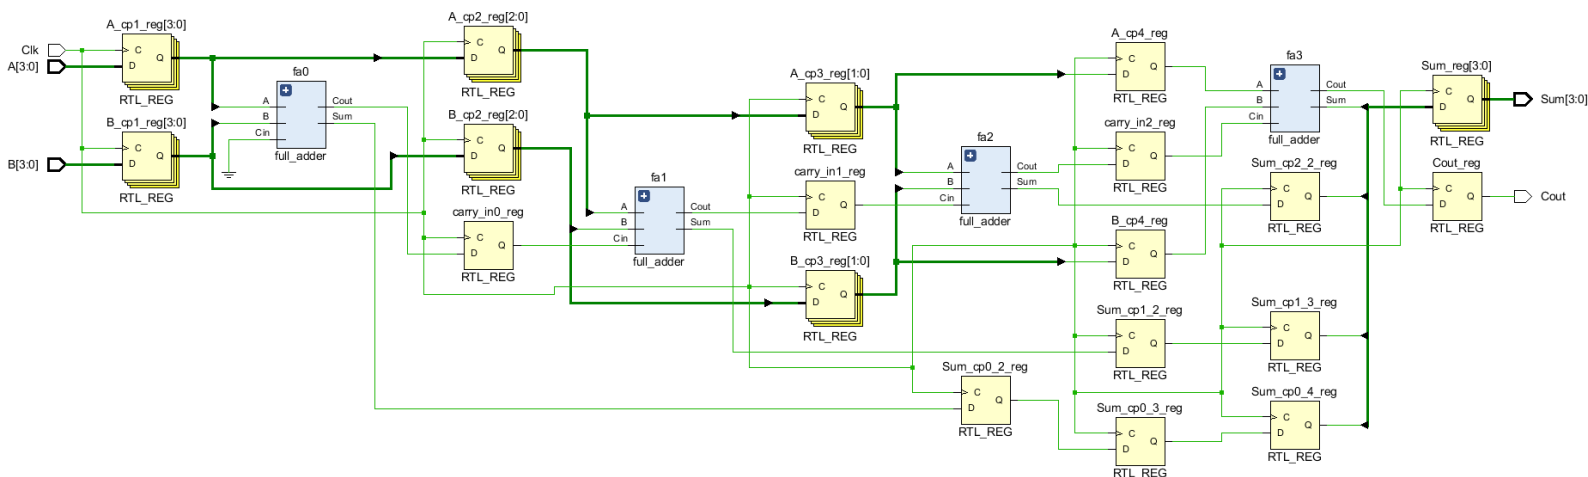 Clk
A[3:0]
B[3:0]
A_cp1_reg[3:0]
C
D
Q
RTL_REG
B_cp1_reg[3:0]
C
D
Q
RTL_REG
fa0
A
B
Cin
Cout
Sum
full_adder
A_cp2_reg[2:0]
C
D
Q
RTL_REG
B_cp2_reg[2:0]
C
D
Q
RTL_REG
carry_in0_reg
C
D
Q
RTL_REG
fa1
A
B
Cin
Cout
Sum
full_adder
A_cp3_reg[1:0]
C
D
Q
RTL_REG
carry_in1_reg
C
D
Q
RTL_REG
B_cp3_reg[1:0]
C
D
Q
RTL_REG
fa2
A
B
Cin
Cout
Sum
full_adder
Sum_cp0_2_reg
C
D
Q
RTL_REG
A_cp4_reg
C
D
Q
RTL_REG
carry_in2_reg
C
D
Q
RTL_REG
B_cp4_reg
C
D
Q
RTL_REG
Sum_cp1_2_reg
C
D
Q
RTL_REG
Sum_cp0_3_reg
C
D
Q
RTL_REG
fa3
A
B
Cin
Cout
Sum
full_adder
Sum_cp2_2_reg
C
D
Q
RTL_REG
Sum_cp1_3_reg
C
D
Q
RTL_REG
Sum_cp0_4_reg
C
D
Q
RTL_REG
Sum_reg[3:0]
C
D
Q
RTL_REG
Cout_reg
C
D
Q
RTL_REG
Sum[3:0]
Cout